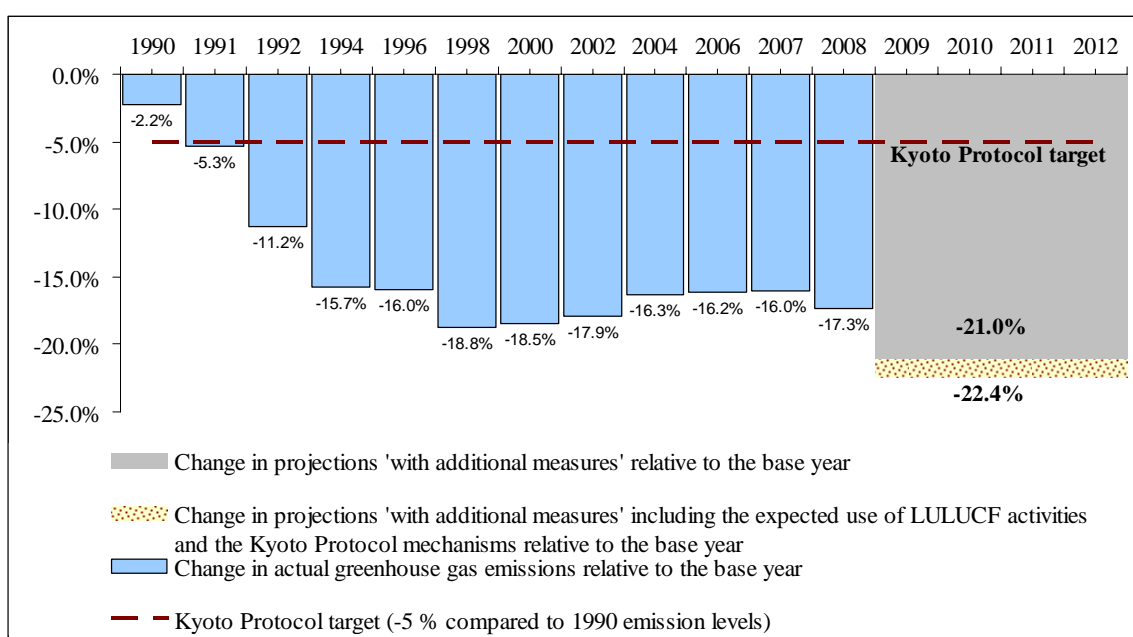 1990 1991 1992 1994 1996 1998 2000 2002 2004 2006 2007 2008 2009 2010 2011 2012
0.0%
-2.2%
-5.0%
-5.3%
Kyoto Protocol target
-10.0%
-11.2%
-15.0%
-15.7%
-16.0%
-18.8%
-18.5%
-17.9%
-16.3%
-16.2%
-16.0%
-17.3%
-21.0%
-20.0%
-22.4%
-25.0%
Change in projections 'with additional measures' relative to the base year
Change in projections 'with additional measures' including the expected use of LULUCF activities
and the Kyoto Protocol mechanisms relative to the base year
Change in actual greenhouse gas emissions relative to the base year
Kyoto Protocol target (-5 % compared to 1990 emission levels)